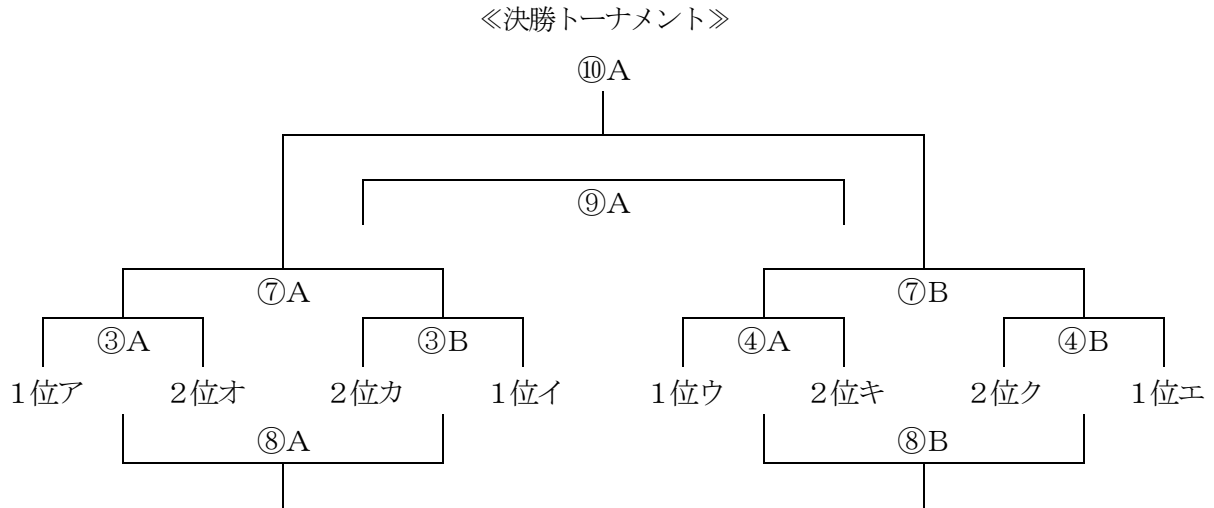 ≪決勝トーナメント≫
⑩A
⑨A
⑦A ⑦B
③A ③B ④A ④B
1位ア 2位オ 2位カ 1位イ 1位ウ 2位キ 2位ク 1位エ
⑧A ⑧B